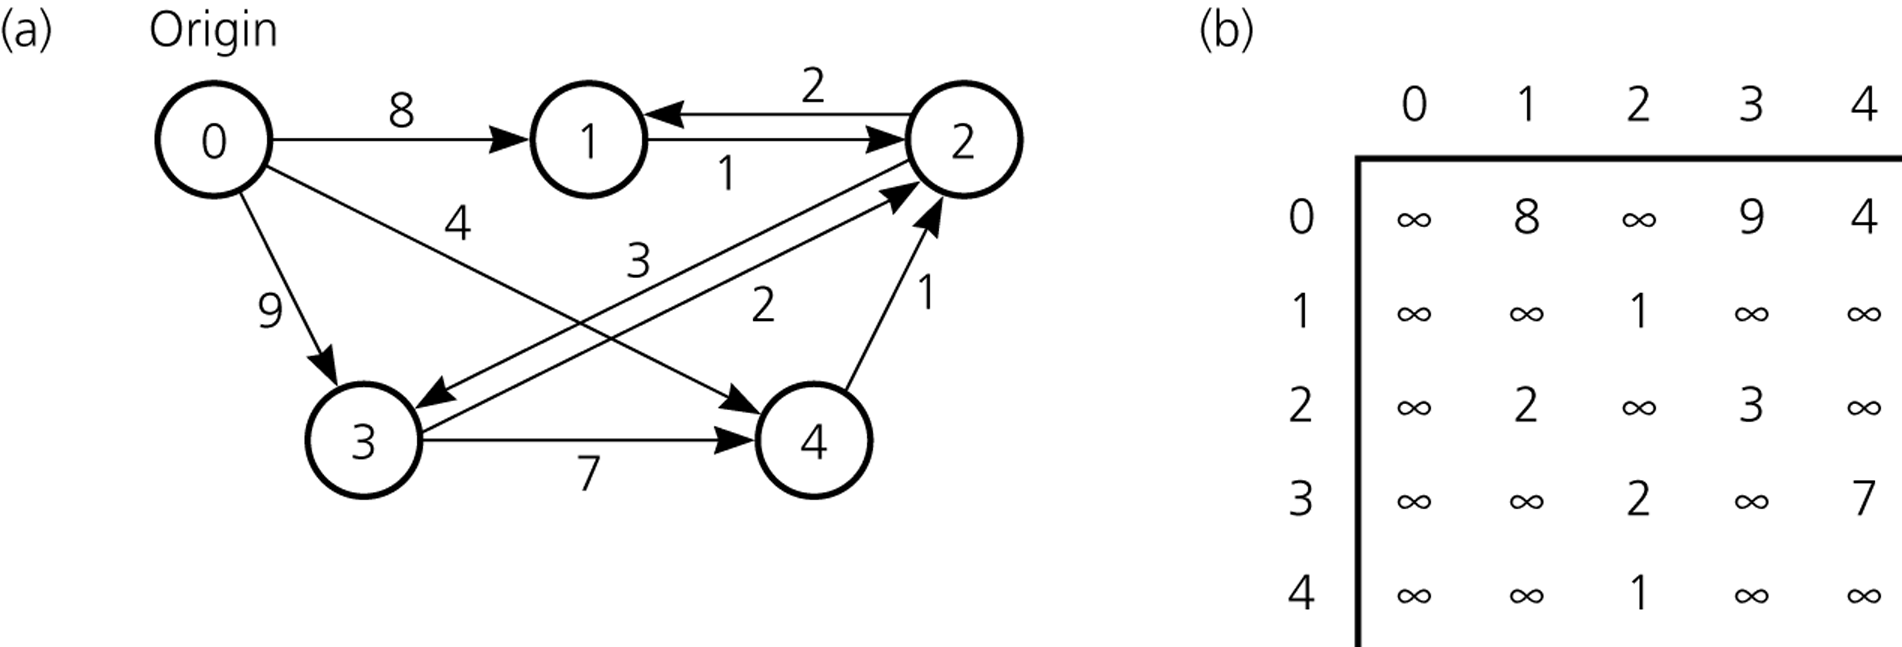 (a) Origin
0 8 1 2 1 2
4
9 3 2 1
3 7 4
(b)
0 1 2 3 4
0 ∞ 8 ∞ 9 4
1 ∞ ∞ 1 ∞ ∞
2 ∞ 2 ∞ 3 ∞
3 ∞ ∞ 2 ∞ 7
4 ∞ ∞ 1 ∞ ∞